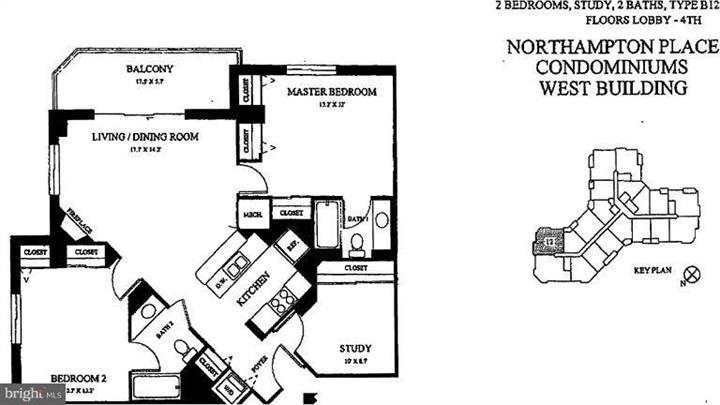 2 BEDROOMS, STUDY, 2 BATHS, TYPE B12
FLOORS LOBBY - 4TH
NORTHAMPTON PLACE
CONDOMINIUMS
WEST BUILDING
BALCONY
17.5' X 5.7'
CLOSET
MASTER BEDROOM
13.2' X 12'
LIVING / DINING ROOM
17.7' X 14.2'
CLOSET
FIREPLACE
MECH.
CLOSET
BATH 1
CLOSET
CLOSET
REF.
D.W.
KITCHEN
CLOSET
12
KEY PLAN
N
BATH 2
STUDY
10' X 8.7'
BEDROOM 2
CLOSET
FOYER
W/D
bright MLS